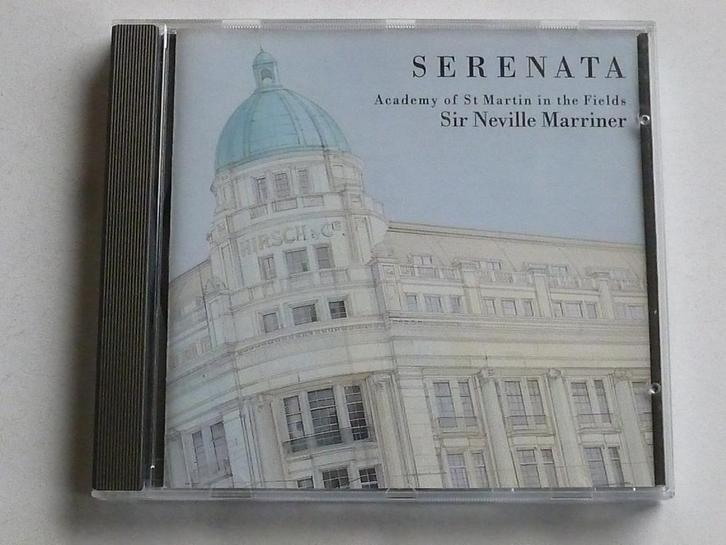 SERENATA
Academy of St Martin in the Fields
Sir Neville Marriner
HIRSCH & Cº